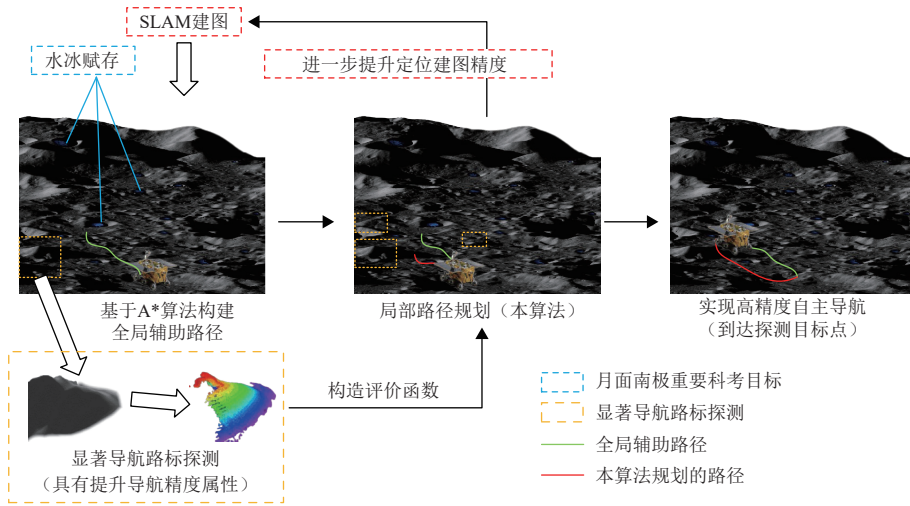 SLAM建图
水冰赋存
进一步提升定位建图精度
基于A*算法构建
全局辅助路径
局部路径规划（本算法）
实现高精度自主导航
（到达探测目标点）
构造评价函数
显著导航路标探测
（具有提升导航精度属性）
月面南极重要科考目标
显著导航路标探测
全局辅助路径
本算法规划的路径